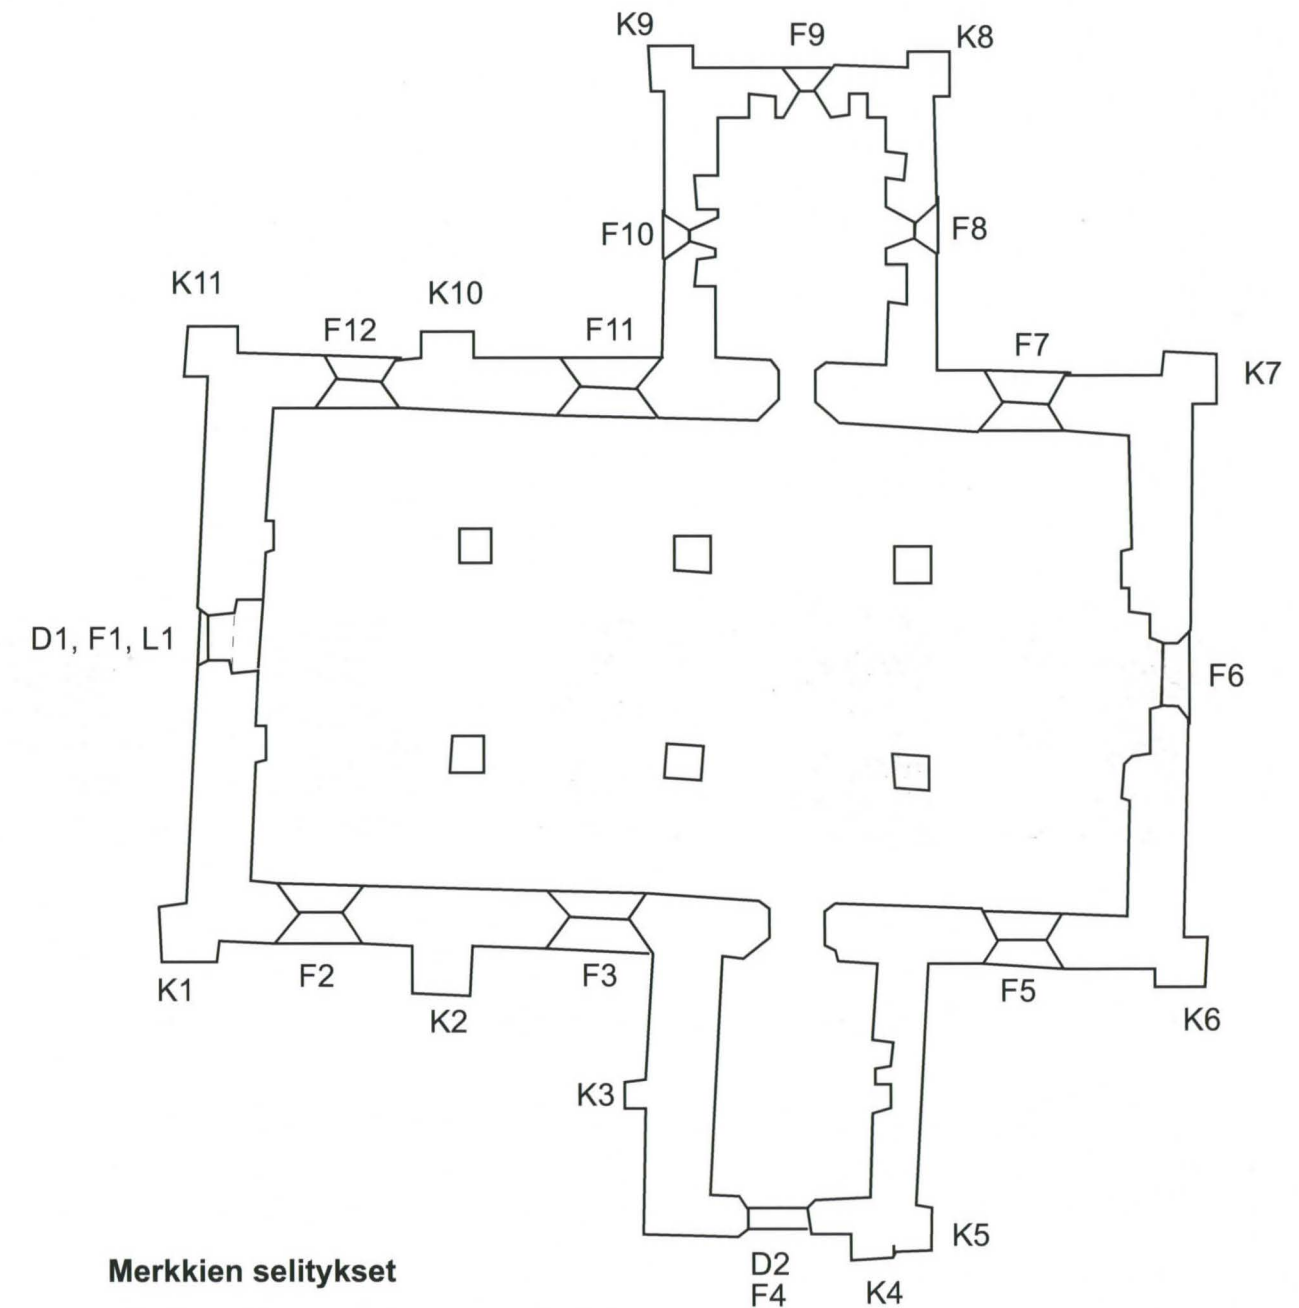 K9
F9
K8
F10
F8
K11
K10
F12
F11
F7
K7
D1, F1, L1
F6
K1
F2
F3
F5
K2
K6
K3
K5
D2
F4
K4
Merkkien selitykset